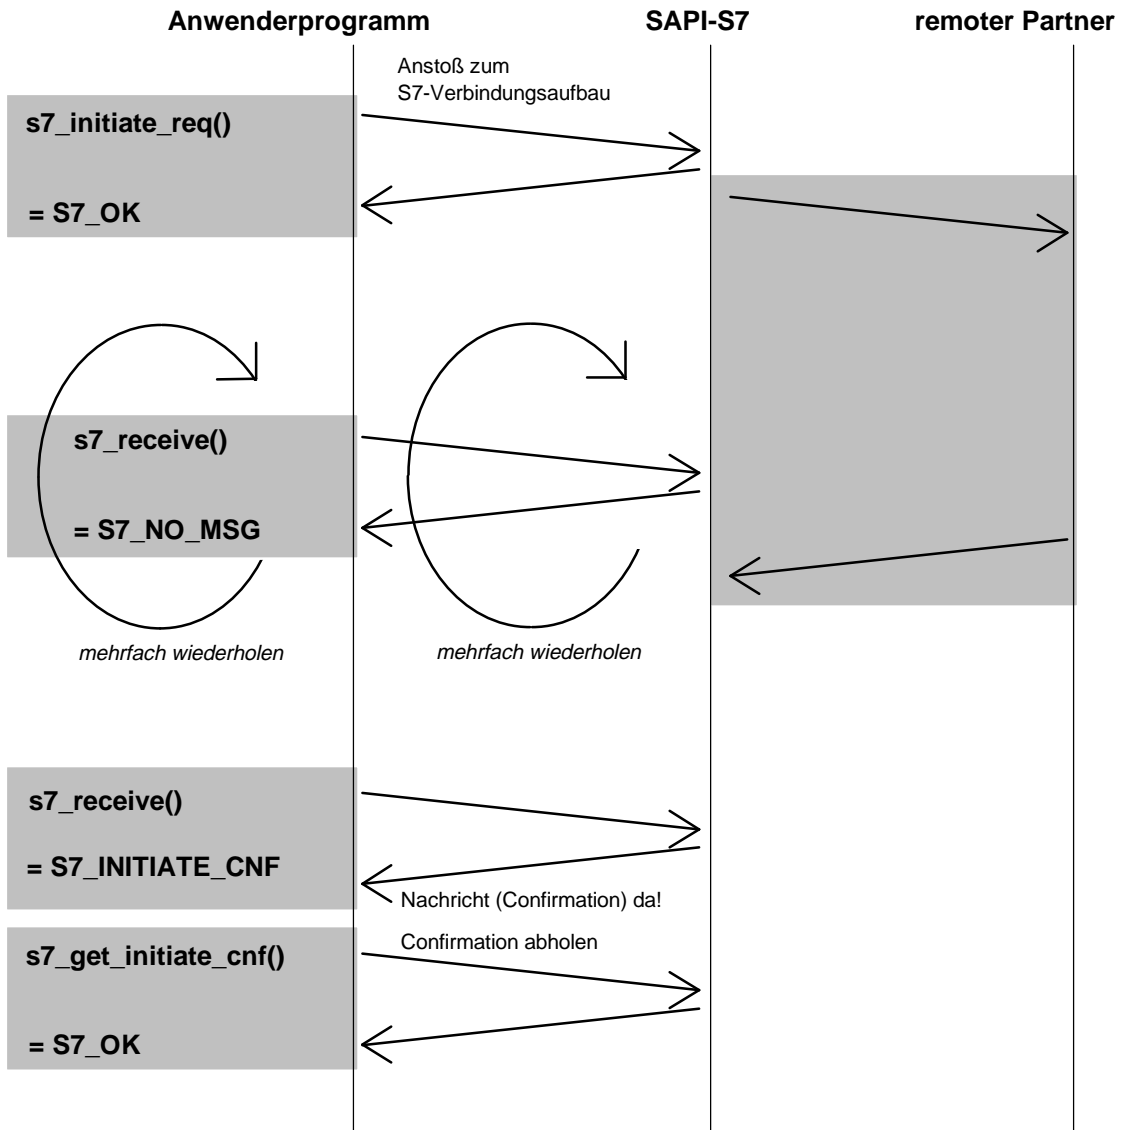 Anwenderprogramm
SAPI-S7
remoter Partner
Anstoß zum
S7-Verbindungsaufbau
s7_initiate_req()
= S7_OK
s7_receive()
= S7_NO_MSG
mehrfach wiederholen
mehrfach wiederholen
s7_receive()
= S7_INITIATE_CNF
Nachricht (Confirmation) da!
Confirmation abholen
s7_get_initiate_cnf()
= S7_OK